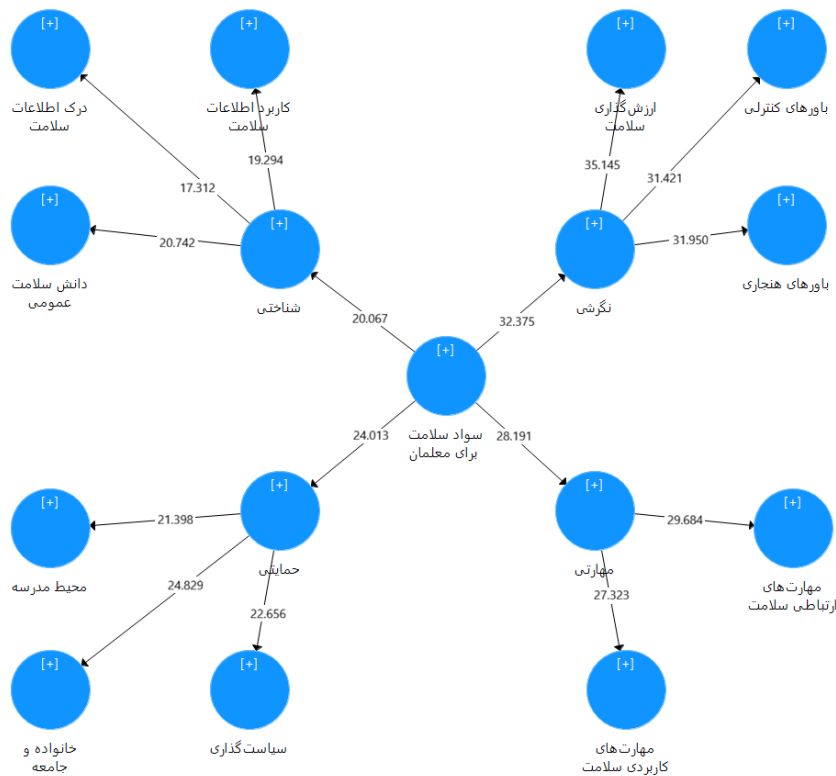 [+]
درک اطلاعات
سلامت
[+]
کاربرد اطلاعات
سلامت
[+]
ارزش‌گذاری
سلامت
[+]
باورهای کنترلی
17.312
19.294
35.145
31.421
[+]
دانش سلامت
عمومی
20.742
[+]
شناختی
[+]
نگرشی
31.950
[+]
باورهای هنجاری
20.067
32.375
[+]
سواد سلامت
برای معلمان
24.013
28.191
[+]
محیط مدرسه
21.398
[+]
حمایتی
[+]
مهارتی
29.684
[+]
مهارت‌های
ارتباطی سلامت
24.829
22.656
27.323
[+]
خانواده و
جامعه
[+]
سیاست‌گذاری
[+]
مهارت‌های
کاربردی سلامت